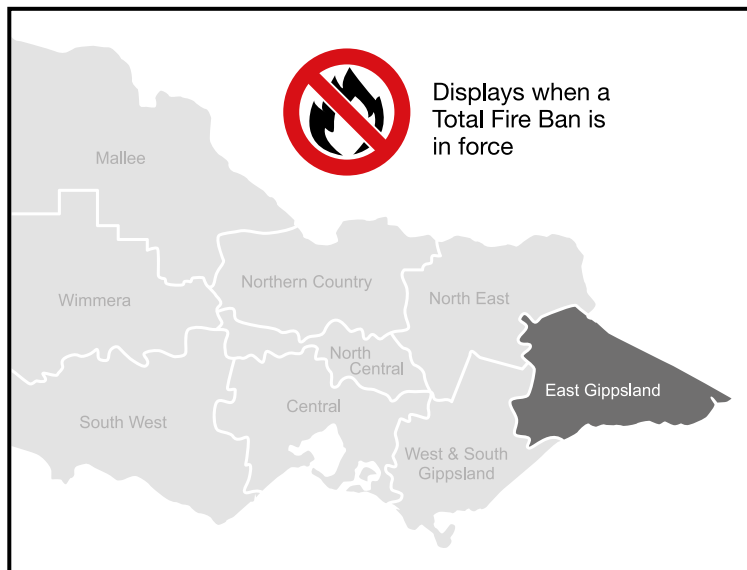 Displays when a
Total Fire Ban is
in force
Mallee
Wimmera
Northern Country
North East
North
Central
East Gippsland
South West
Central
West & South
Gippsland